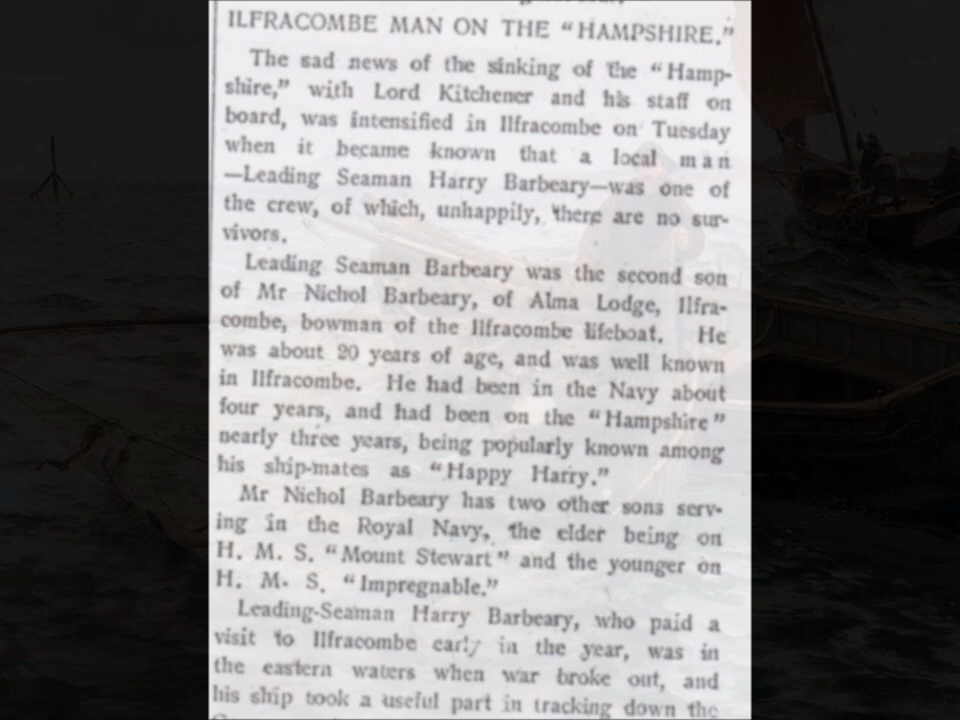 ILFRACOMBE MAN ON THE "HAMPSHIRE."
The sad news of the sinking of the "Hamp-
shire," with Lord Kitchener and his staff on
board, was intensified in Ilfracombe on Tuesday
when it became known that a local man
—Leading Seaman Harry Barbeary—was one of
the crew, of which, unhappily, there are no sur-
vivors.
Leading Seaman Barbeary was the second son
of Mr Nichol Barbeary, of Alma Lodge, Ilfra-
combe, bowman of the Ilfracombe lifeboat. He
was about 20 years of age, and was well known
in Ilfracombe. He had been in the Navy about
four years, and had been on the "Hampshire"
nearly three years, being popularly known among
his ship-mates as "Happy Harry."
Mr Nichol Barbeary has two other sons serv-
ing in the Royal Navy, the elder being on
H. M. S. "Mount Stewart" and the younger on
H. M. S. "Impregnable."
Leading-Seaman Harry Barbeary, who paid a
visit to Ilfracombe early in the year, was in
the eastern waters when war broke out, and
his ship took a useful part in tracking down the